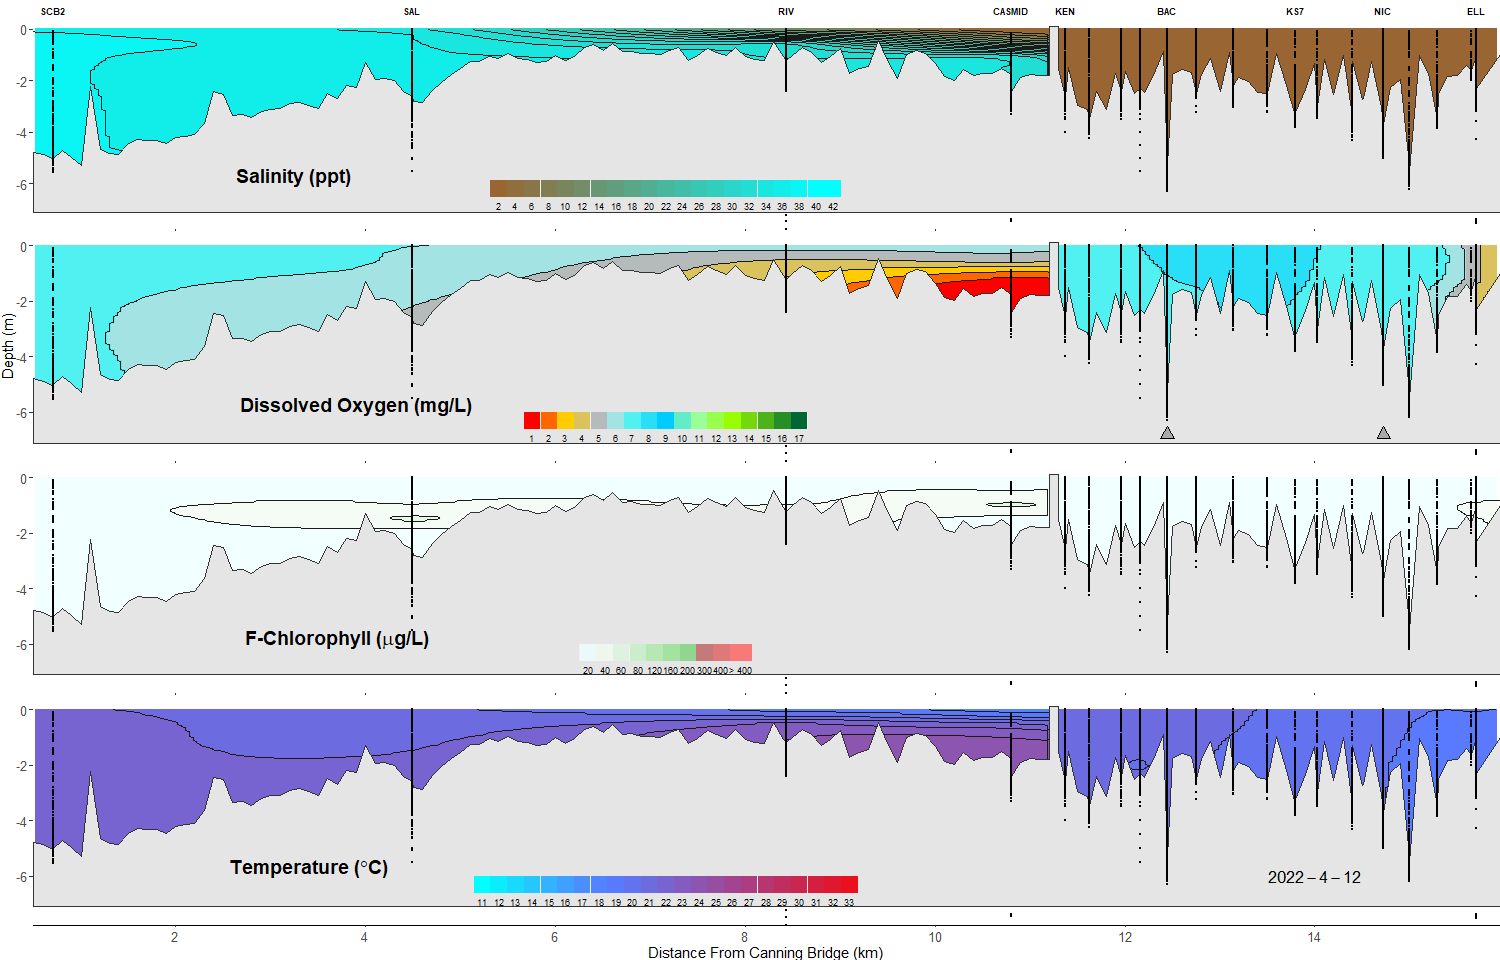 SCB2 SAL RIV CASMID KEN BAC KS7 NIC ELL
0
-2
-4
-6
Salinity (ppt)
2 4 6 8 10 12 14 16 18 20 22 24 26 28 30 32 34 36 38 40 42
0
-2
-4
-6
Dissolved Oxygen (mg/L)
1 2 3 4 5 6 7 8 9 10 11 12 13 14 15 16 17
Depth (m)
0
-2
-4
-6
F-Chlorophyll (μg/L)
20 40 60 80 120 160 200 300 400 > 400
0
-2
-4
-6
Temperature (°C)
2022 – 4 – 12
11 12 13 14 15 16 17 18 19 20 21 22 23 24 25 26 27 28 29 30 31 32 33
2 4 6 8 10 12 14
Distance From Canning Bridge (km)